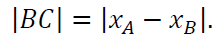 |BC| = |x_A − x_B|.